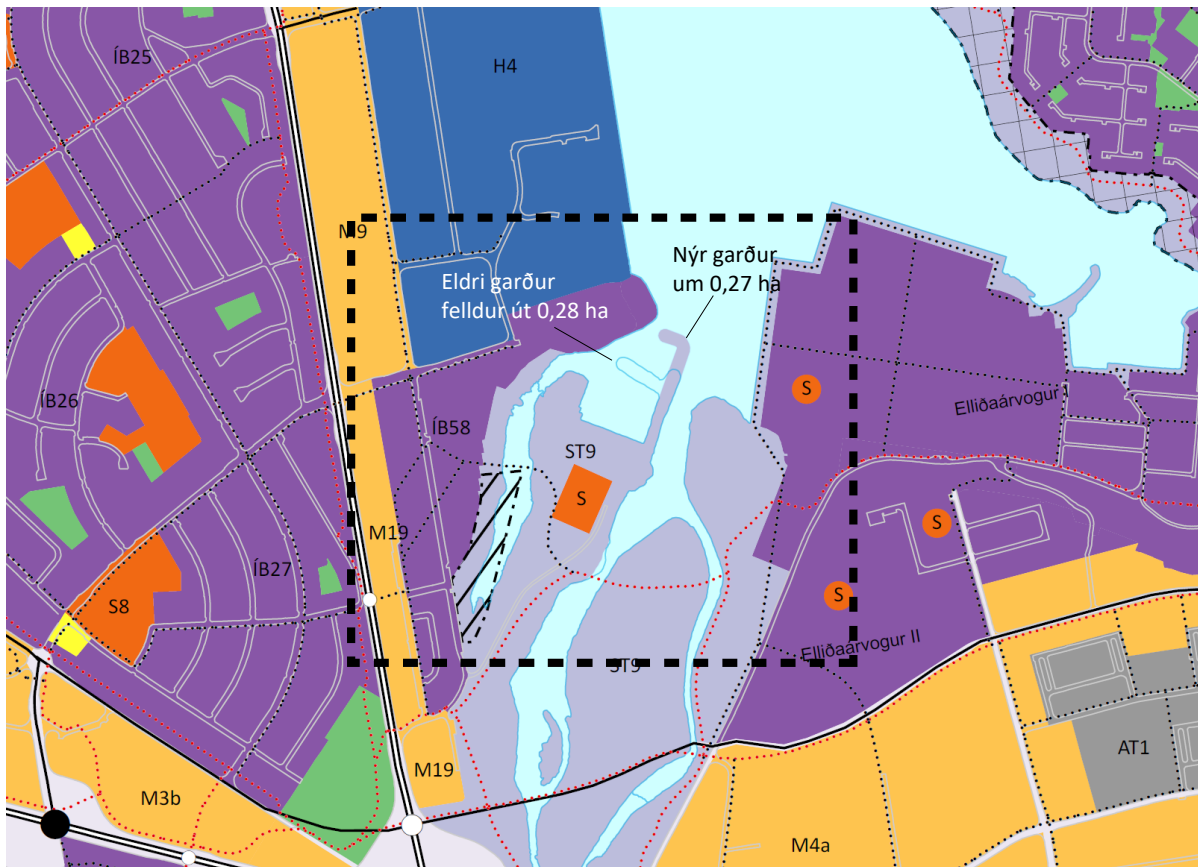 ÍB25
H4
M9
Nýr garður
um 0,27 ha
Eldri garður
felldur út 0,28 ha
S
Elliðaárvogur I
ÍB26
ÍB58
ST9
S
S
M19
ÍB27
S8
S
Elliðaárvogur II
ST9
AT1
M19
M3b
M4a